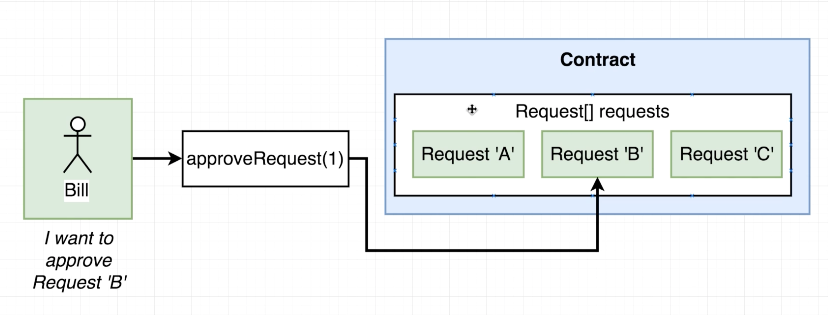 Contract
Request[] requests
Request 'A'
Request 'B'
Request 'C'
approveRequest(1)
Bill
I want to
approve
Request 'B'